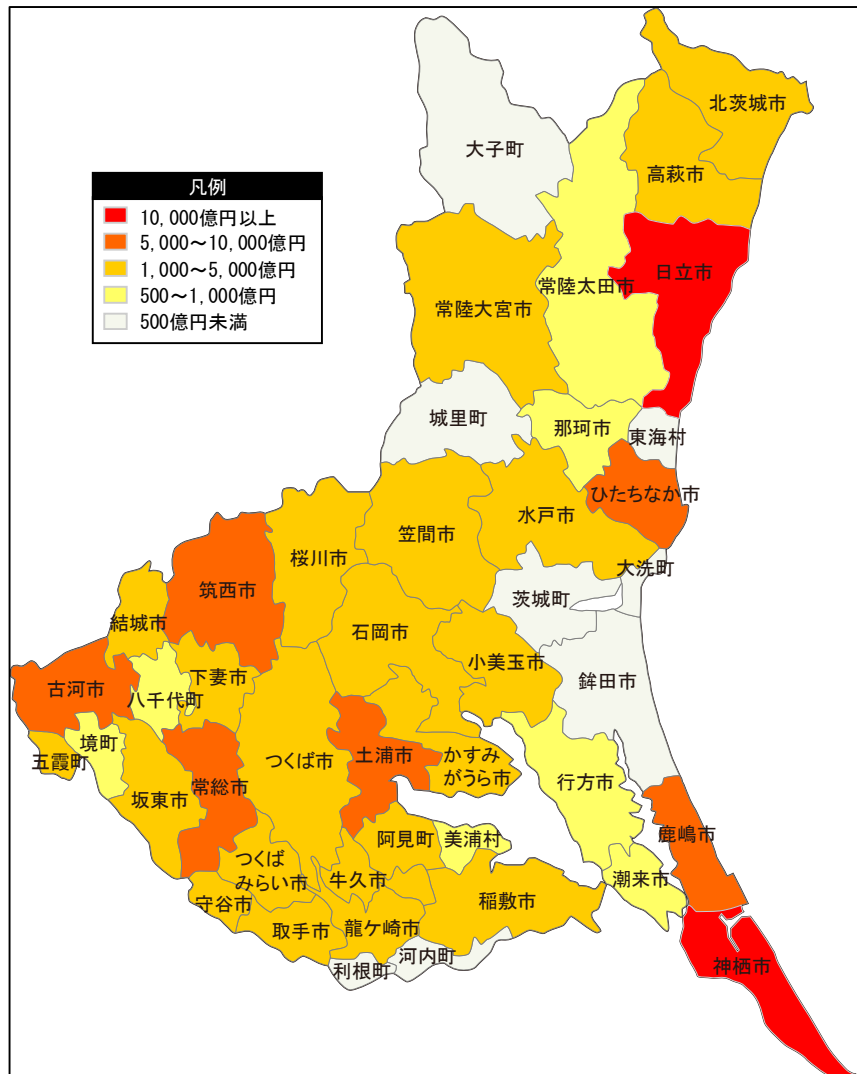 北茨城市
大子町
高萩市
凡例
10,000億円以上
5,000～10,000億円
1,000～5,000億円
500～1,000億円
500億円未満
日立市
常陸太田市
常陸大宮市
城里町
那珂市
東海村
ひたちなか市
水戸市
笠間市
桜川市
大洗町
筑西市
茨城町
結城市
石岡市
小美玉市
下妻市
鉾田市
古河市
八千代町
境町
五霞町
つくば市
土浦市
かすみ
がうら市
常総市
坂東市
行方市
鹿嶋市
阿見町
美浦村
つくば
みらい市
牛久市
潮来市
守谷市
稲敷市
取手市
龍ケ崎市
河内町
利根町
神栖市